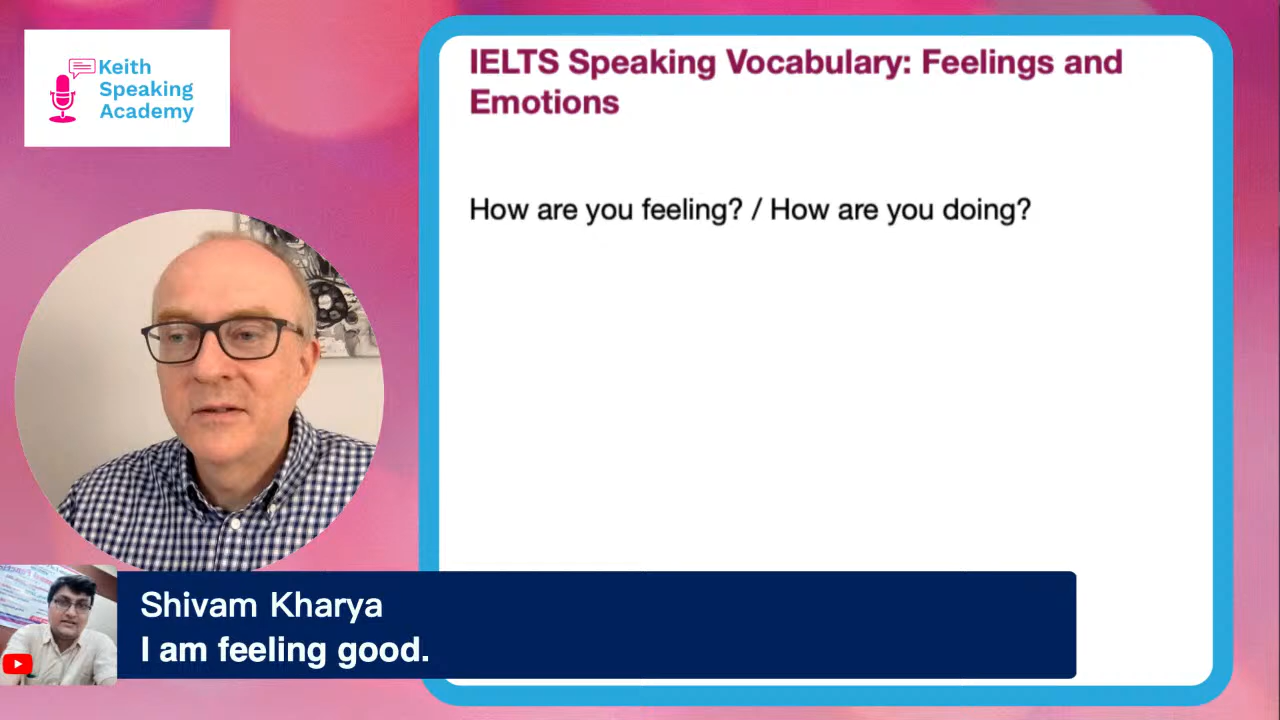 Keith
Speaking
Academy
IELTS Speaking Vocabulary: Feelings and
Emotions
How are you feeling? / How are you doing?
Shivam Kharya
I am feeling good.